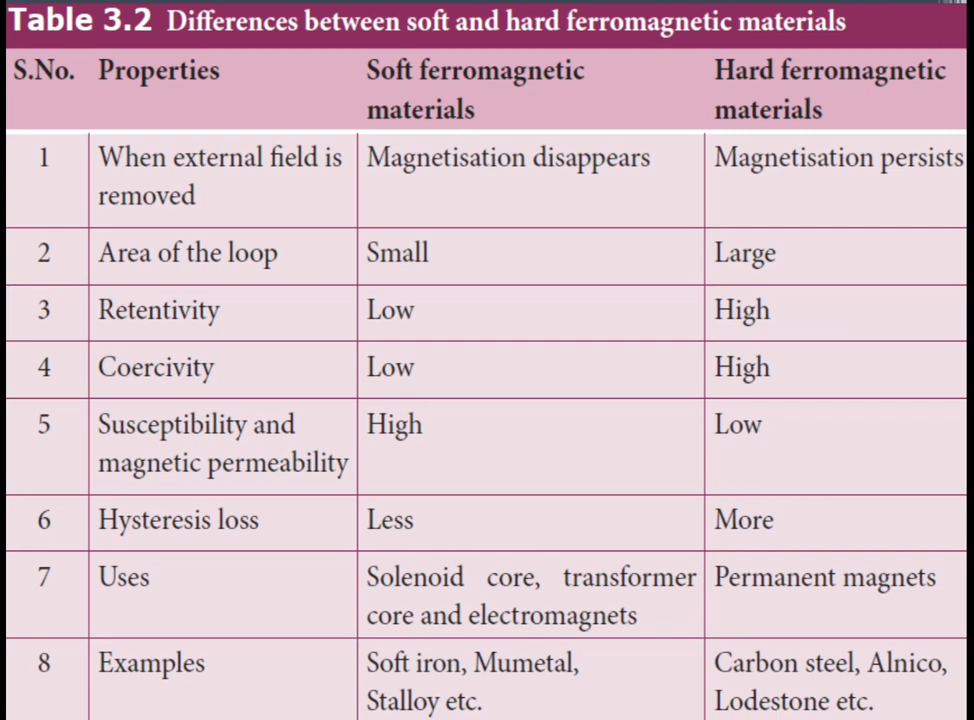 Table 3.2 Differences between soft and hard ferromagnetic materials
S.No. Properties Soft ferromagnetic materials Hard ferromagnetic materials
1 When external field is removed Magnetisation disappears Magnetisation persists
2 Area of the loop Small Large
3 Retentivity Low High
4 Coercivity Low High
5 Susceptibility and magnetic permeability High Low
6 Hysteresis loss Less More
7 Uses Solenoid core, transformer core and electromagnets Permanent magnets
8 Examples Soft iron, Mumetal, Stalloy etc. Carbon steel, Alnico, Lodestone etc.